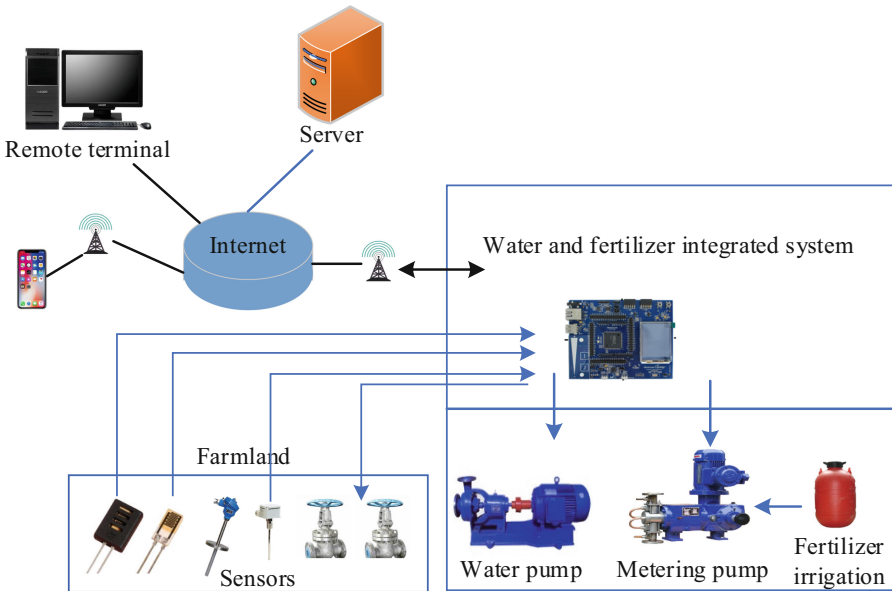 Remote terminal
Server
Internet
Water and fertilizer integrated system
Farmland
Sensors
Water pump
Metering pump
Fertilizer
irrigation